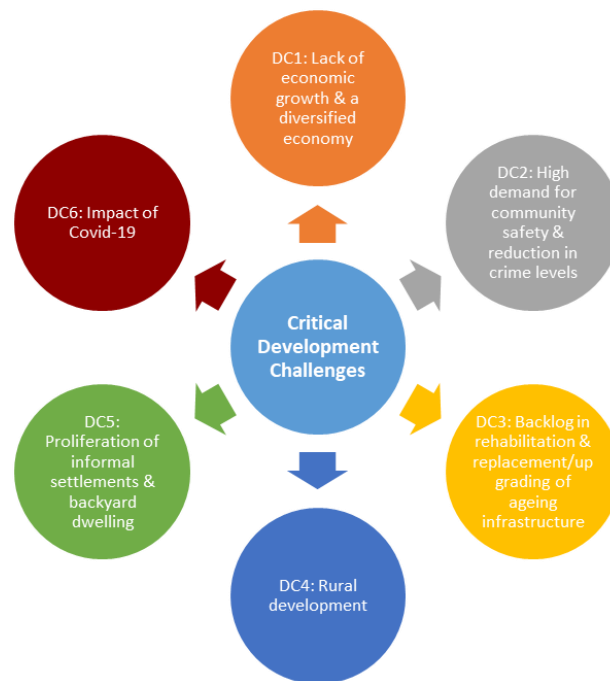 DC1: Lack of
economic
growth & a
diversified
economy
DC2: High
demand for
community
safety &
reduction in
crime levels
DC6: Impact of
Covid-19
Critical
Development
Challenges
DC5:
Proliferation of
informal
settlements &
backyard
dwelling
DC3: Backlog in
rehabilitation &
replacement/up
grading of
ageing
infrastructure
DC4: Rural
development